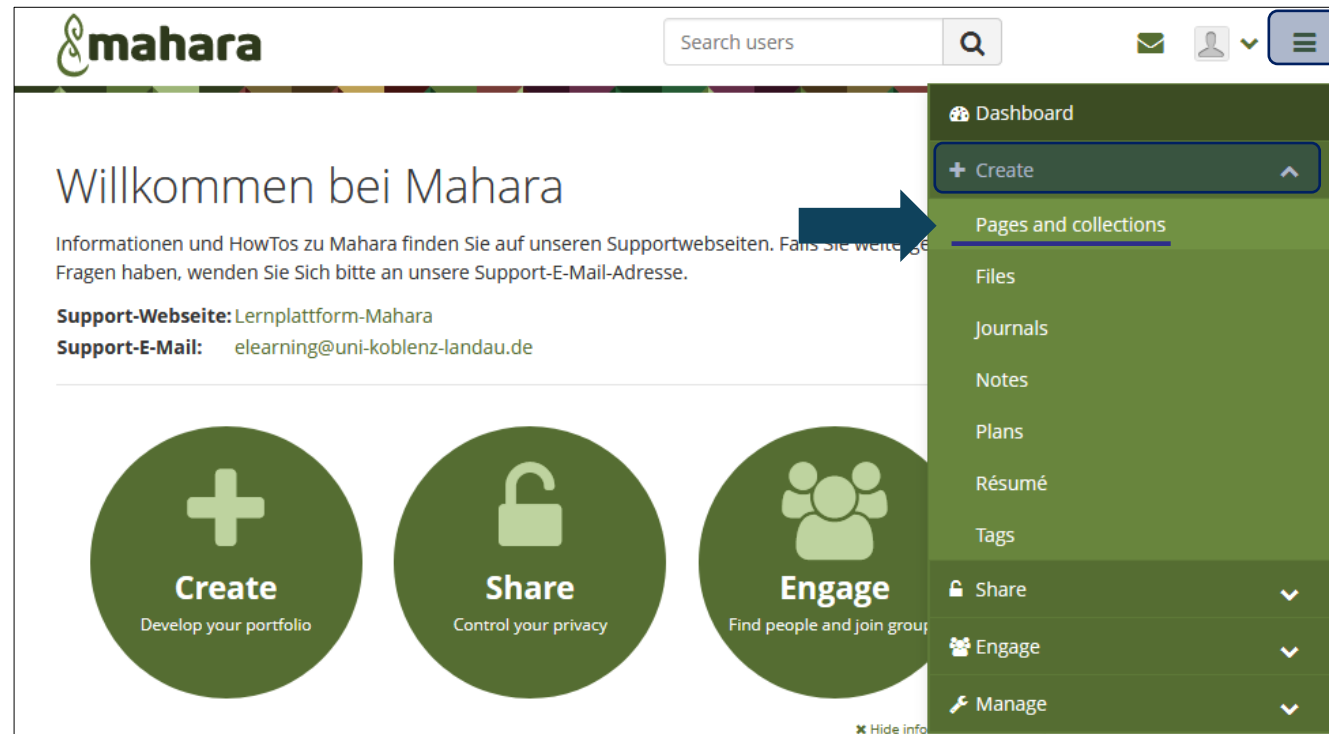 mahara
Search users
Dashboard
Create
Pages and collections
Files
Journals
Notes
Plans
Résumé
Tags
Share
Engage
Manage
Willkommen bei Mahara
Informationen und HowTos zu Mahara finden Sie auf unseren Supportwebseiten. Falls Sie
Fragen haben, wenden Sie Sich bitte an unsere Support-E-Mail-Adresse.
Support-Webseite: Lernplattform-Mahara
Support-E-Mail: elearning@uni-koblenz-landau.de
Create
Develop your portfolio
Share
Control your privacy
Engage
Find people and join
Hide